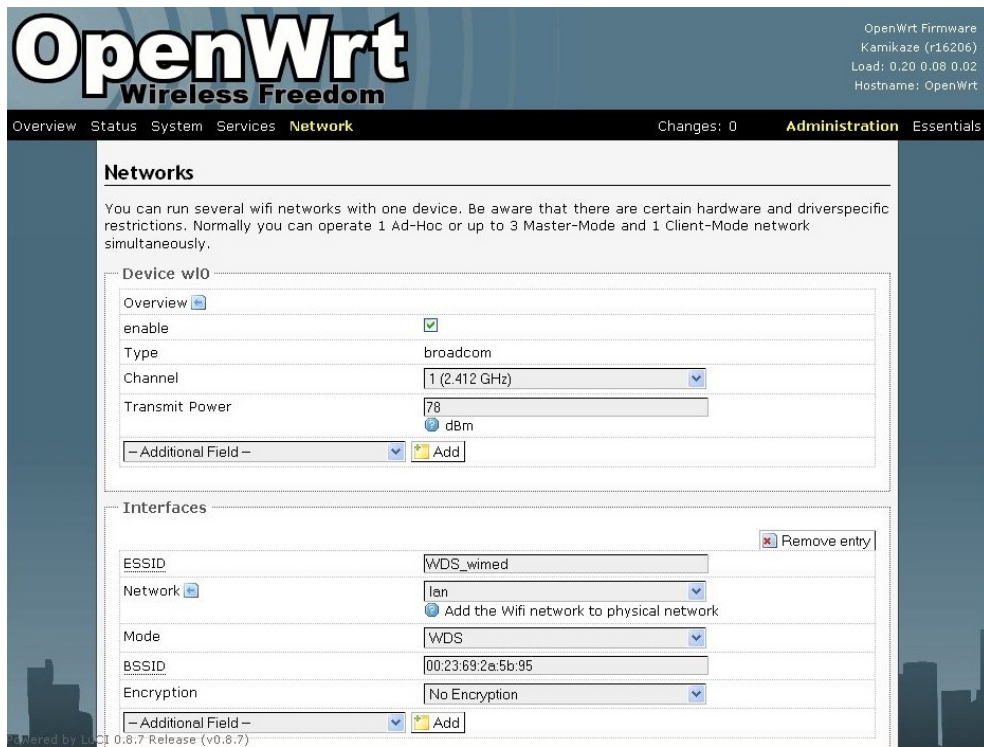 OpenWrt
Wireless Freedom
OpenWrt Firmware
Kamikaze (r16206)
Load: 0.20 0.08 0.02
Hostname: OpenWrt
Overview Status System Services Network Changes: 0 Administration Essentials
Networks
You can run several wifi networks with one device. Be aware that there are certain hardware and driverspecific
restrictions. Normally you can operate 1 Ad-Hoc or up to 3 Master-Mode and 1 Client-Mode network
simultaneously.
Device wl0
Overview
enable
Type broadcom
Channel 1 (2.412 GHz)
Transmit Power 78
dBm
-- Additional Field -- Add
Interfaces
Remove entry
ESSID WDS_wimed
Network lan
Add the Wifi network to physical network
Mode WDS
BSSID 00:23:69:2a:5b:95
Encryption No Encryption
-- Additional Field -- Add
Powered by LuCI 0.8.7 Release (v0.8.7)